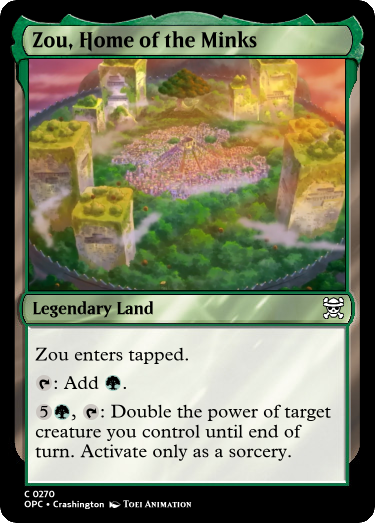 Zou, Home of the Minks
Legendary Land
Zou enters tapped.
: Add .
5, : Double the power of target
creature you control until end of
turn. Activate only as a sorcery.
C 0270
OPC • Crashington TOEI ANIMATION